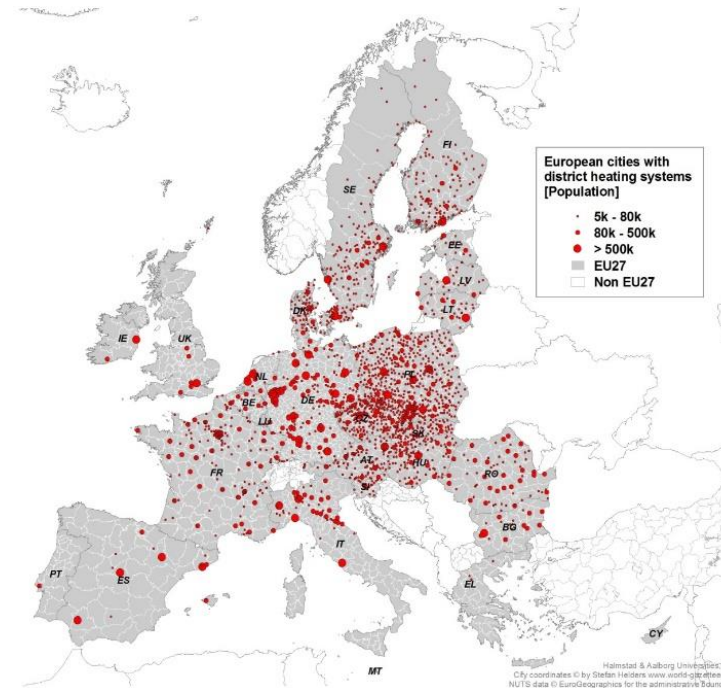 FI
SE
EE
LV
LT
DK
IE
UK
NL
PL
BE
DE
LU
CZ
SK
AT
HU
FR
SI
RO
IT
BG
PT
ES
EL
CY
MT
European cities with
district heating systems
[Population]
5k - 80k
80k - 500k
> 500k
EU27
Non EU27
Halmstad & Aalborg Universities
City coordinates © by Stefan Helders www.world-gazetteer
NUTS data © EuroGeographics for the administrative